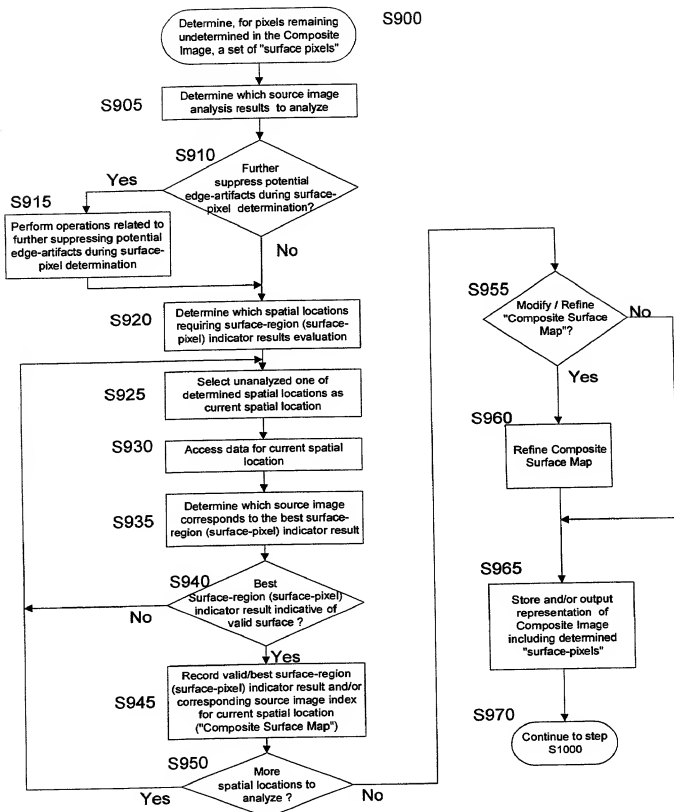 Determine, for pixels remaining
undetermined in the Composite
Image, a set of "surface pixels"
S900
S905
Determine which source image
analysis results to analyze
S910
Further
suppress potential
edge-artifacts during surface-
pixel determination?
Yes
S915
Perform operations related to
further suppressing potential
edge-artifacts during surface-
pixel determination
No
S920
Determine which spatial locations
requiring surface-region (surface-
pixel) indicator results evaluation
S925
Select unanalyzed one of
determined spatial locations as
current spatial location
S930
Access data for current spatial
location
S935
Determine which source image
corresponds to the best surface-
region (surface-pixel) indicator result
S940
Best
Surface-region (surface-pixel)
indicator result indicative of
valid surface ?
No
Yes
S945
Record valid/best surface-region
(surface-pixel) indicator result and/or
corresponding source image index
for current spatial location
("Composite Surface Map")
S950
More
spatial locations to
analyze ?
Yes
No
S955
Modify / Refine
"Composite Surface
Map"?
No
Yes
S960
Refine Composite
Surface Map
S965
Store and/or output
representation of
Composite Image
including determined
"surface-pixels"
S970
Continue to step
S1000